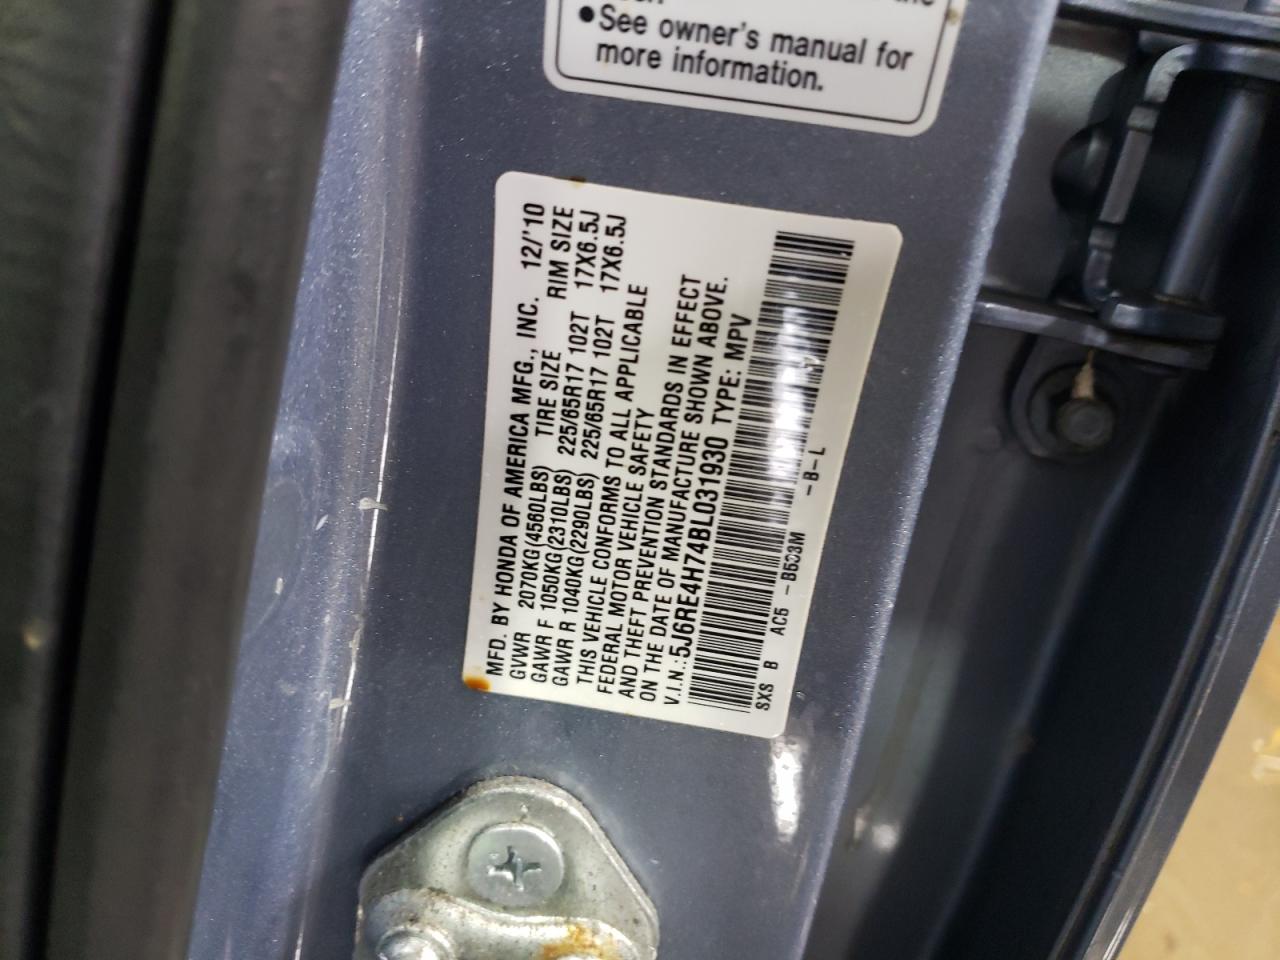 ●See owner's manual for
more information.
MFD. BY HONDA OF AMERICA MFG., INC. 12/'10
GVWR 2070KG(4560LBS) TIRE SIZE RIM SIZE
GAWR F 1050KG(2310LBS) 225/65R17 102T 17X6.5J
GAWR R 1040KG(2290LBS) 225/65R17 102T 17X6.5J
THIS VEHICLE CONFORMS TO ALL APPLICABLE
FEDERAL MOTOR VEHICLE SAFETY
AND THEFT PREVENTION STANDARDS IN EFFECT
ON THE DATE OF MANUFACTURE SHOWN ABOVE.
V.I.N.:5J6RE4H74BL031930 TYPE: MPV
SXS B AC5 -B503M -B-L